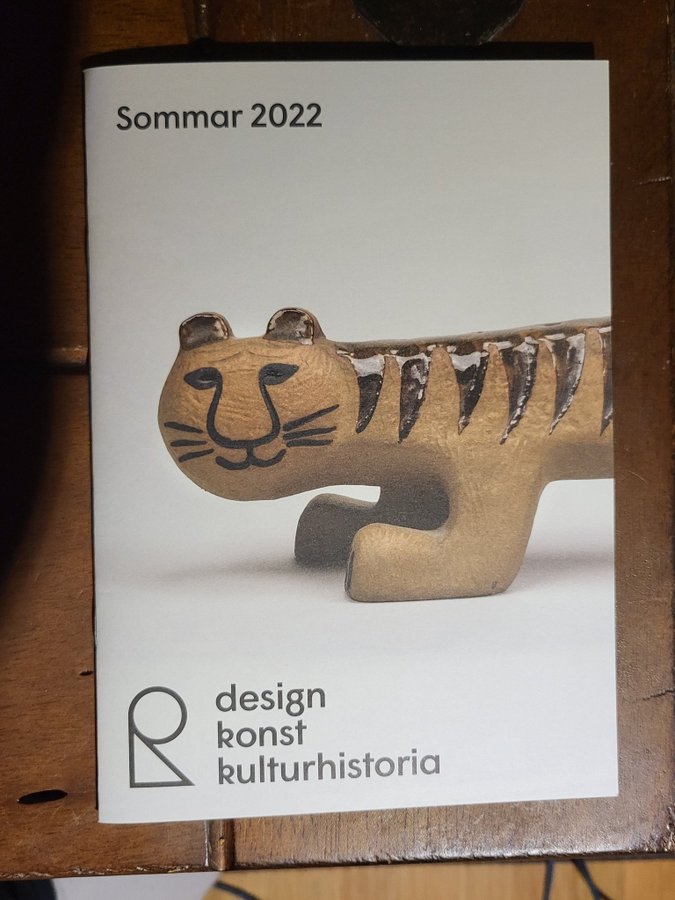 Sommar 2022
design
konst
kulturhistoria